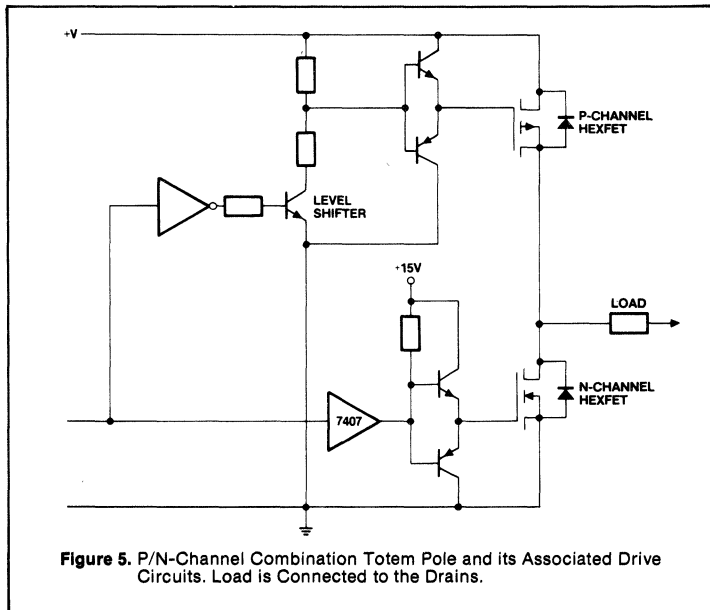 +V
P-CHANNEL
HEXFET
LEVEL
SHIFTER
+15V
LOAD
N-CHANNEL
HEXFET
7407
Figure 5. P/N-Channel Combination Totem Pole and its Associated Drive
Circuits. Load is Connected to the Drains.